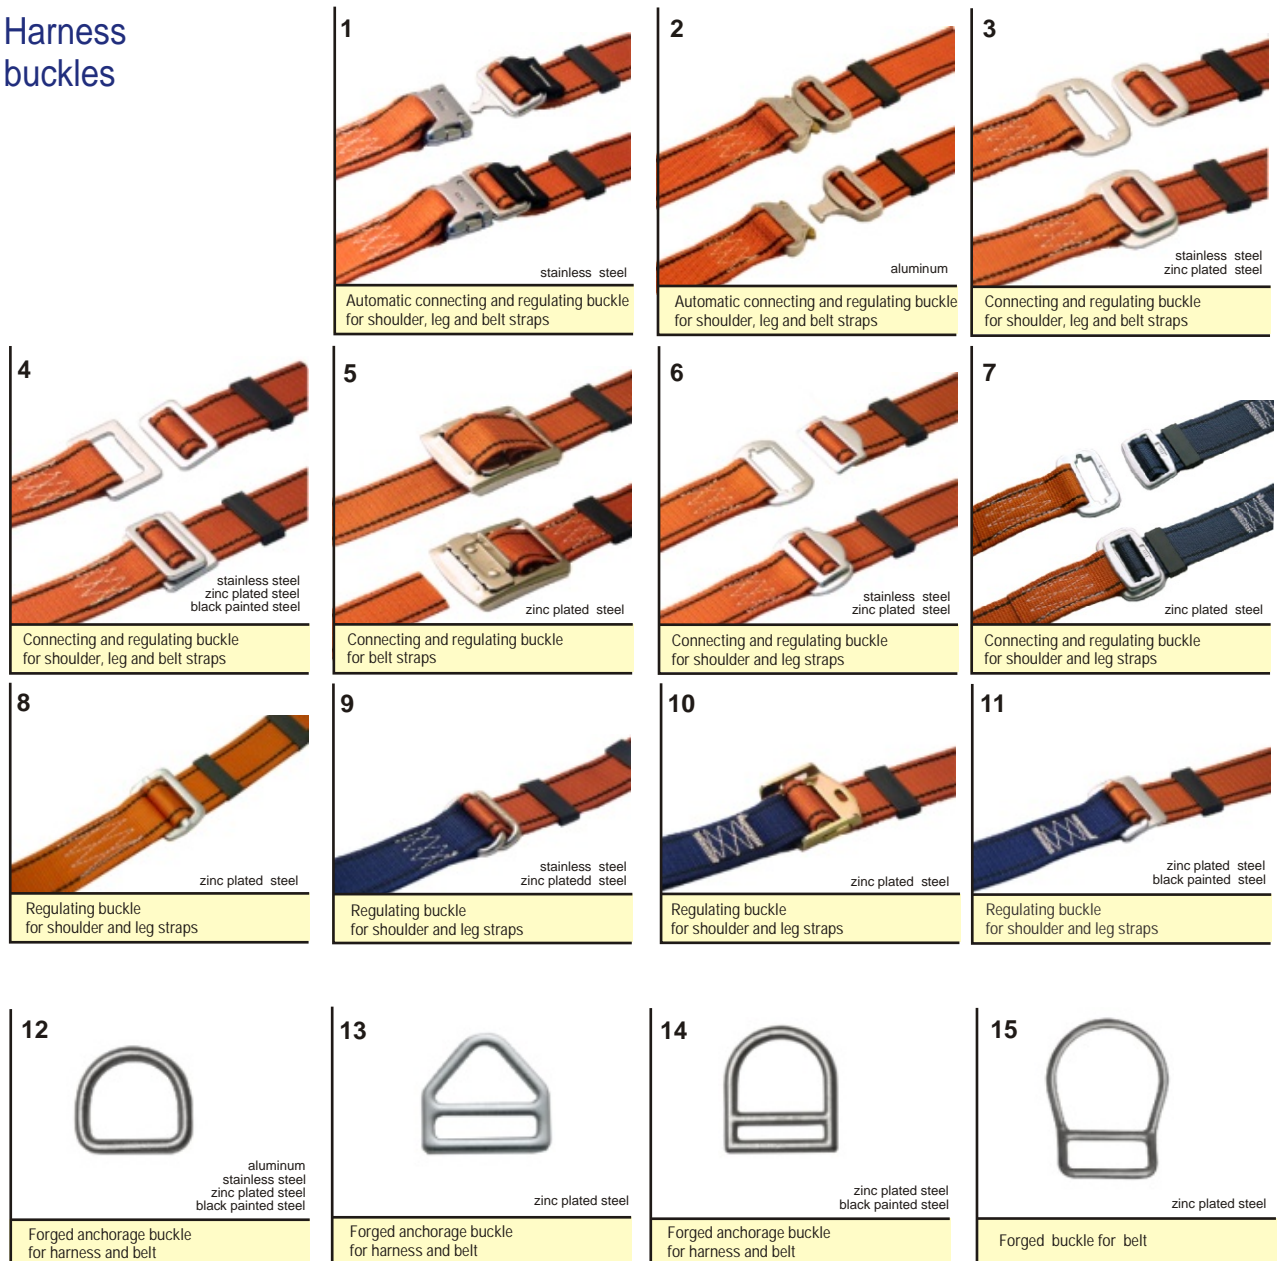 Harness
buckles
1
stainless steel
Automatic connecting and regulating buckle
for shoulder, leg and belt straps
2
aluminum
Automatic connecting and regulating buckle
for shoulder, leg and belt straps
3
stainless steel
zinc plated steel
Connecting and regulating buckle
for shoulder, leg and belt straps
4
stainless steel
zinc plated steel
black painted steel
Connecting and regulating buckle
for shoulder, leg and belt straps
5
zinc plated steel
Connecting and regulating buckle
for belt straps
6
stainless steel
zinc plated steel
Connecting and regulating buckle
for shoulder and leg straps
7
zinc plated steel
Connecting and regulating buckle
for shoulder and leg straps
8
zinc plated steel
Regulating buckle
for shoulder and leg straps
9
stainless steel
zinc platedd steel
Regulating buckle
for shoulder and leg straps
10
zinc plated steel
Regulating buckle
for shoulder and leg straps
11
zinc plated steel
black painted steel
Regulating buckle
for shoulder and leg straps
12
aluminum
stainless steel
zinc plated steel
black painted steel
Forged anchorage buckle
for harness and belt
13
zinc plated steel
Forged anchorage buckle
for harness and belt
14
zinc plated steel
black painted steel
Forged anchorage buckle
for harness and belt
15
zinc plated steel
Forged buckle for belt